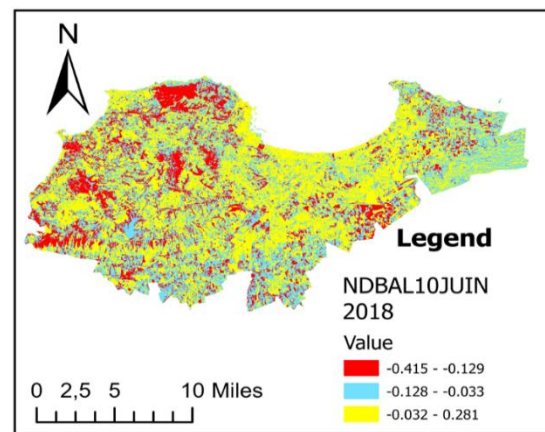 N
Legend
NDBAL10JUIN
2018
Value
-0.415 - -0.129
-0.128 - -0.033
-0.032 - 0.281
0 2,5 5 10 Miles